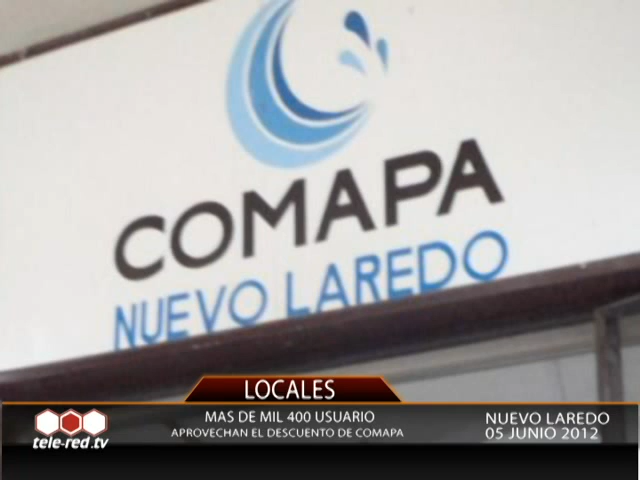 COMAPA
NUEVO LAREDO
LOCALES
MAS DE MIL 400 USUARIO
APROVECHAN EL DESCUENTO DE COMAPA
tele-red.tv
NUEVO LAREDO
05 JUNIO 2012